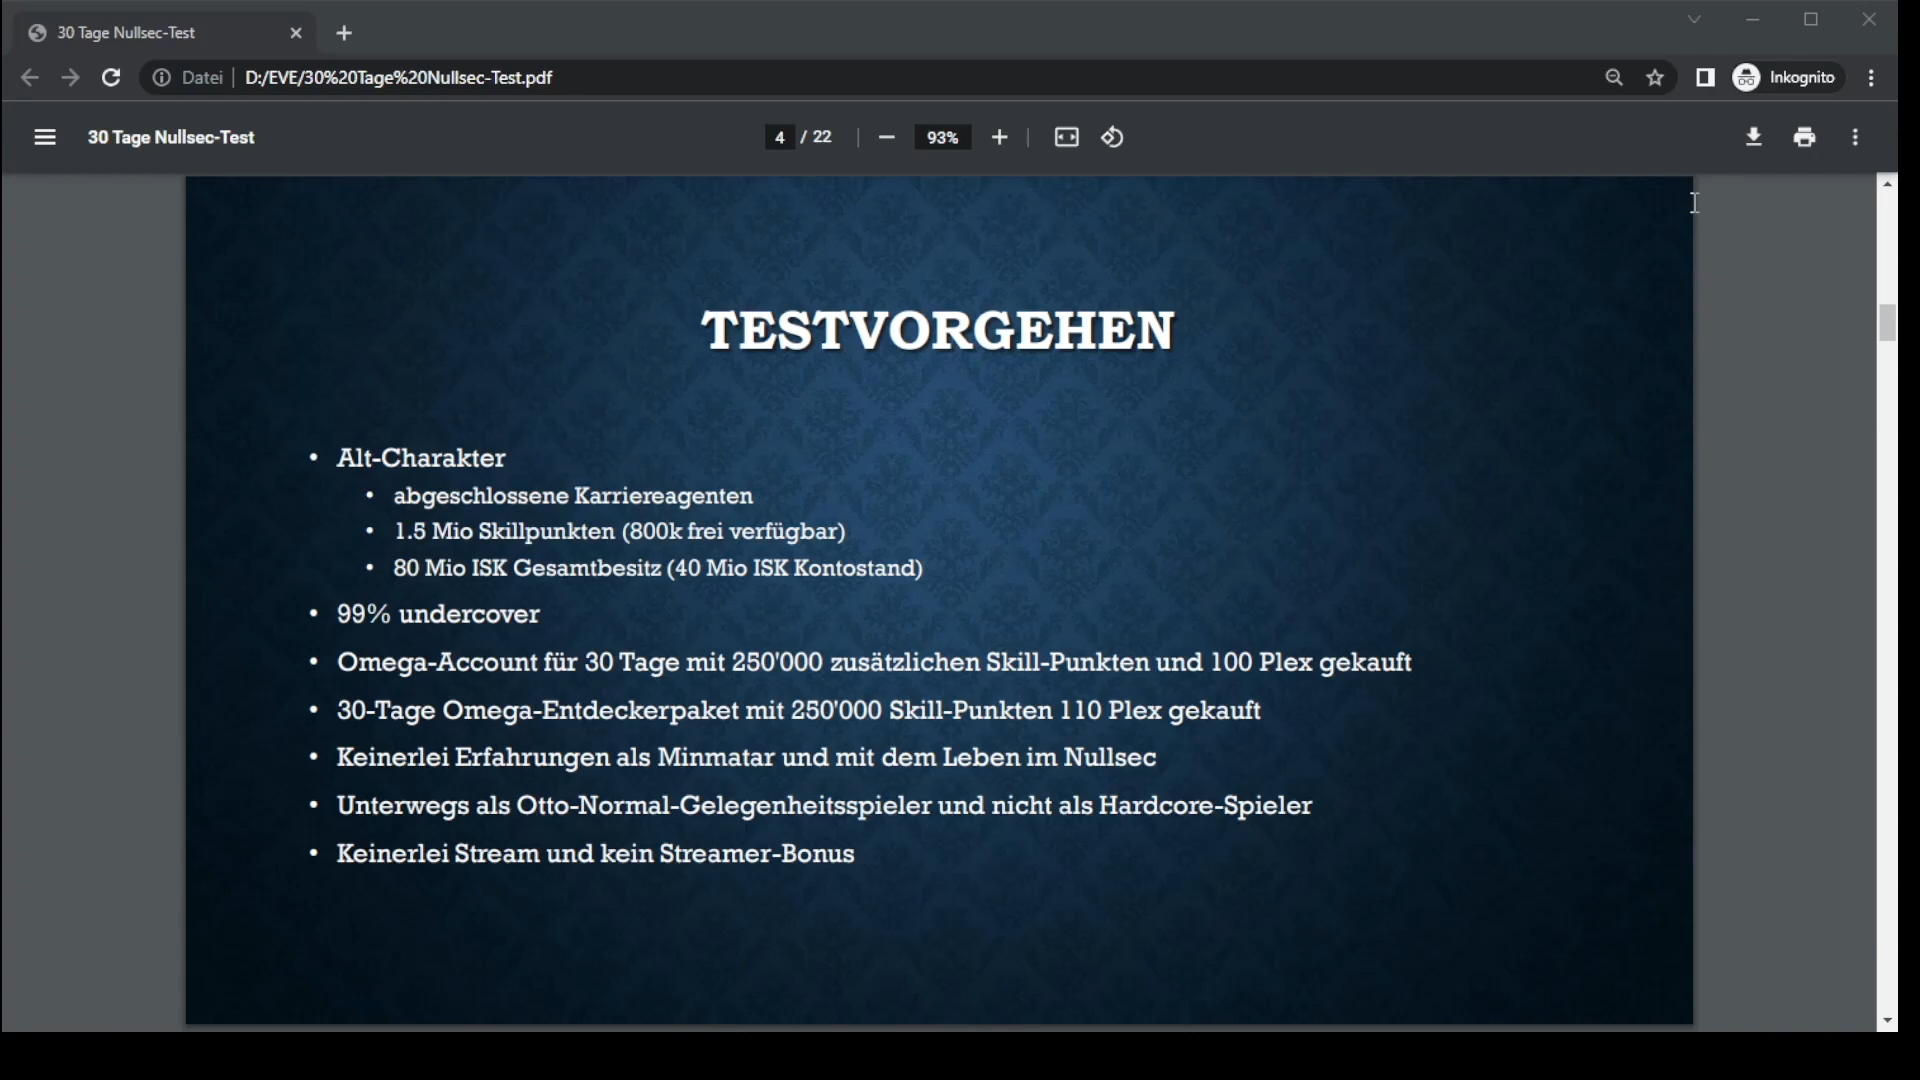 30 Tage Nullsec-Test
Datei D:/EVE/30%20Tage%20Nullsec-Test.pdf Inkognito
30 Tage Nullsec-Test 4 / 22 93%
TESTVORGEHEN
• Alt-Charakter
• abgeschlossene Karriereagenten
• 1.5 Mio Skillpunkten (800k frei verfügbar)
• 80 Mio ISK Gesamtbesitz (40 Mio ISK Kontostand)
• 99% undercover
• Omega-Account für 30 Tage mit 250'000 zusätzlichen Skill-Punkten und 100 Plex gekauft
• 30-Tage Omega-Entdeckerpaket mit 250'000 Skill-Punkten 110 Plex gekauft
• Keinerlei Erfahrungen als Minmatar und mit dem Leben im Nullsec
• Unterwegs als Otto-Normal-Gelegenheitsspieler und nicht als Hardcore-Spieler
• Keinerlei Stream und kein Streamer-Bonus